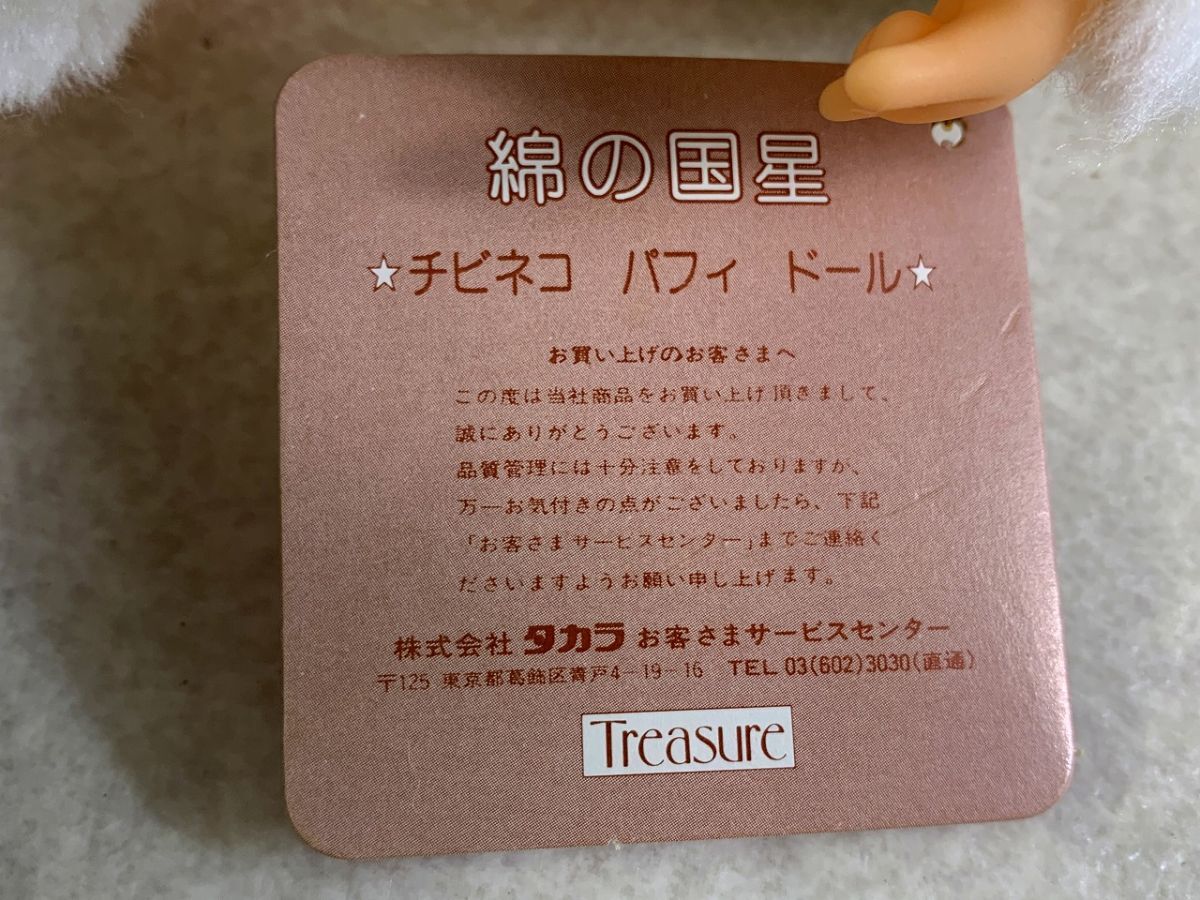 綿の国星
☆チビネコ パフィ ドール☆
お買い上げのお客さまへ
この度は当社商品をお買い上げ頂きまして、
誠にありがとうございます。
品質管理には十分注意をしておりますが、
万一お気付きの点がございましたら、下記
「お客さまサービスセンター」までご連絡く
ださいますようお願い申し上げます。
株式会社 タカラ お客さまサービスセンター
〒125 東京都葛飾区青戸4-19-16 TEL 03(602)3030(直通)
Treasure